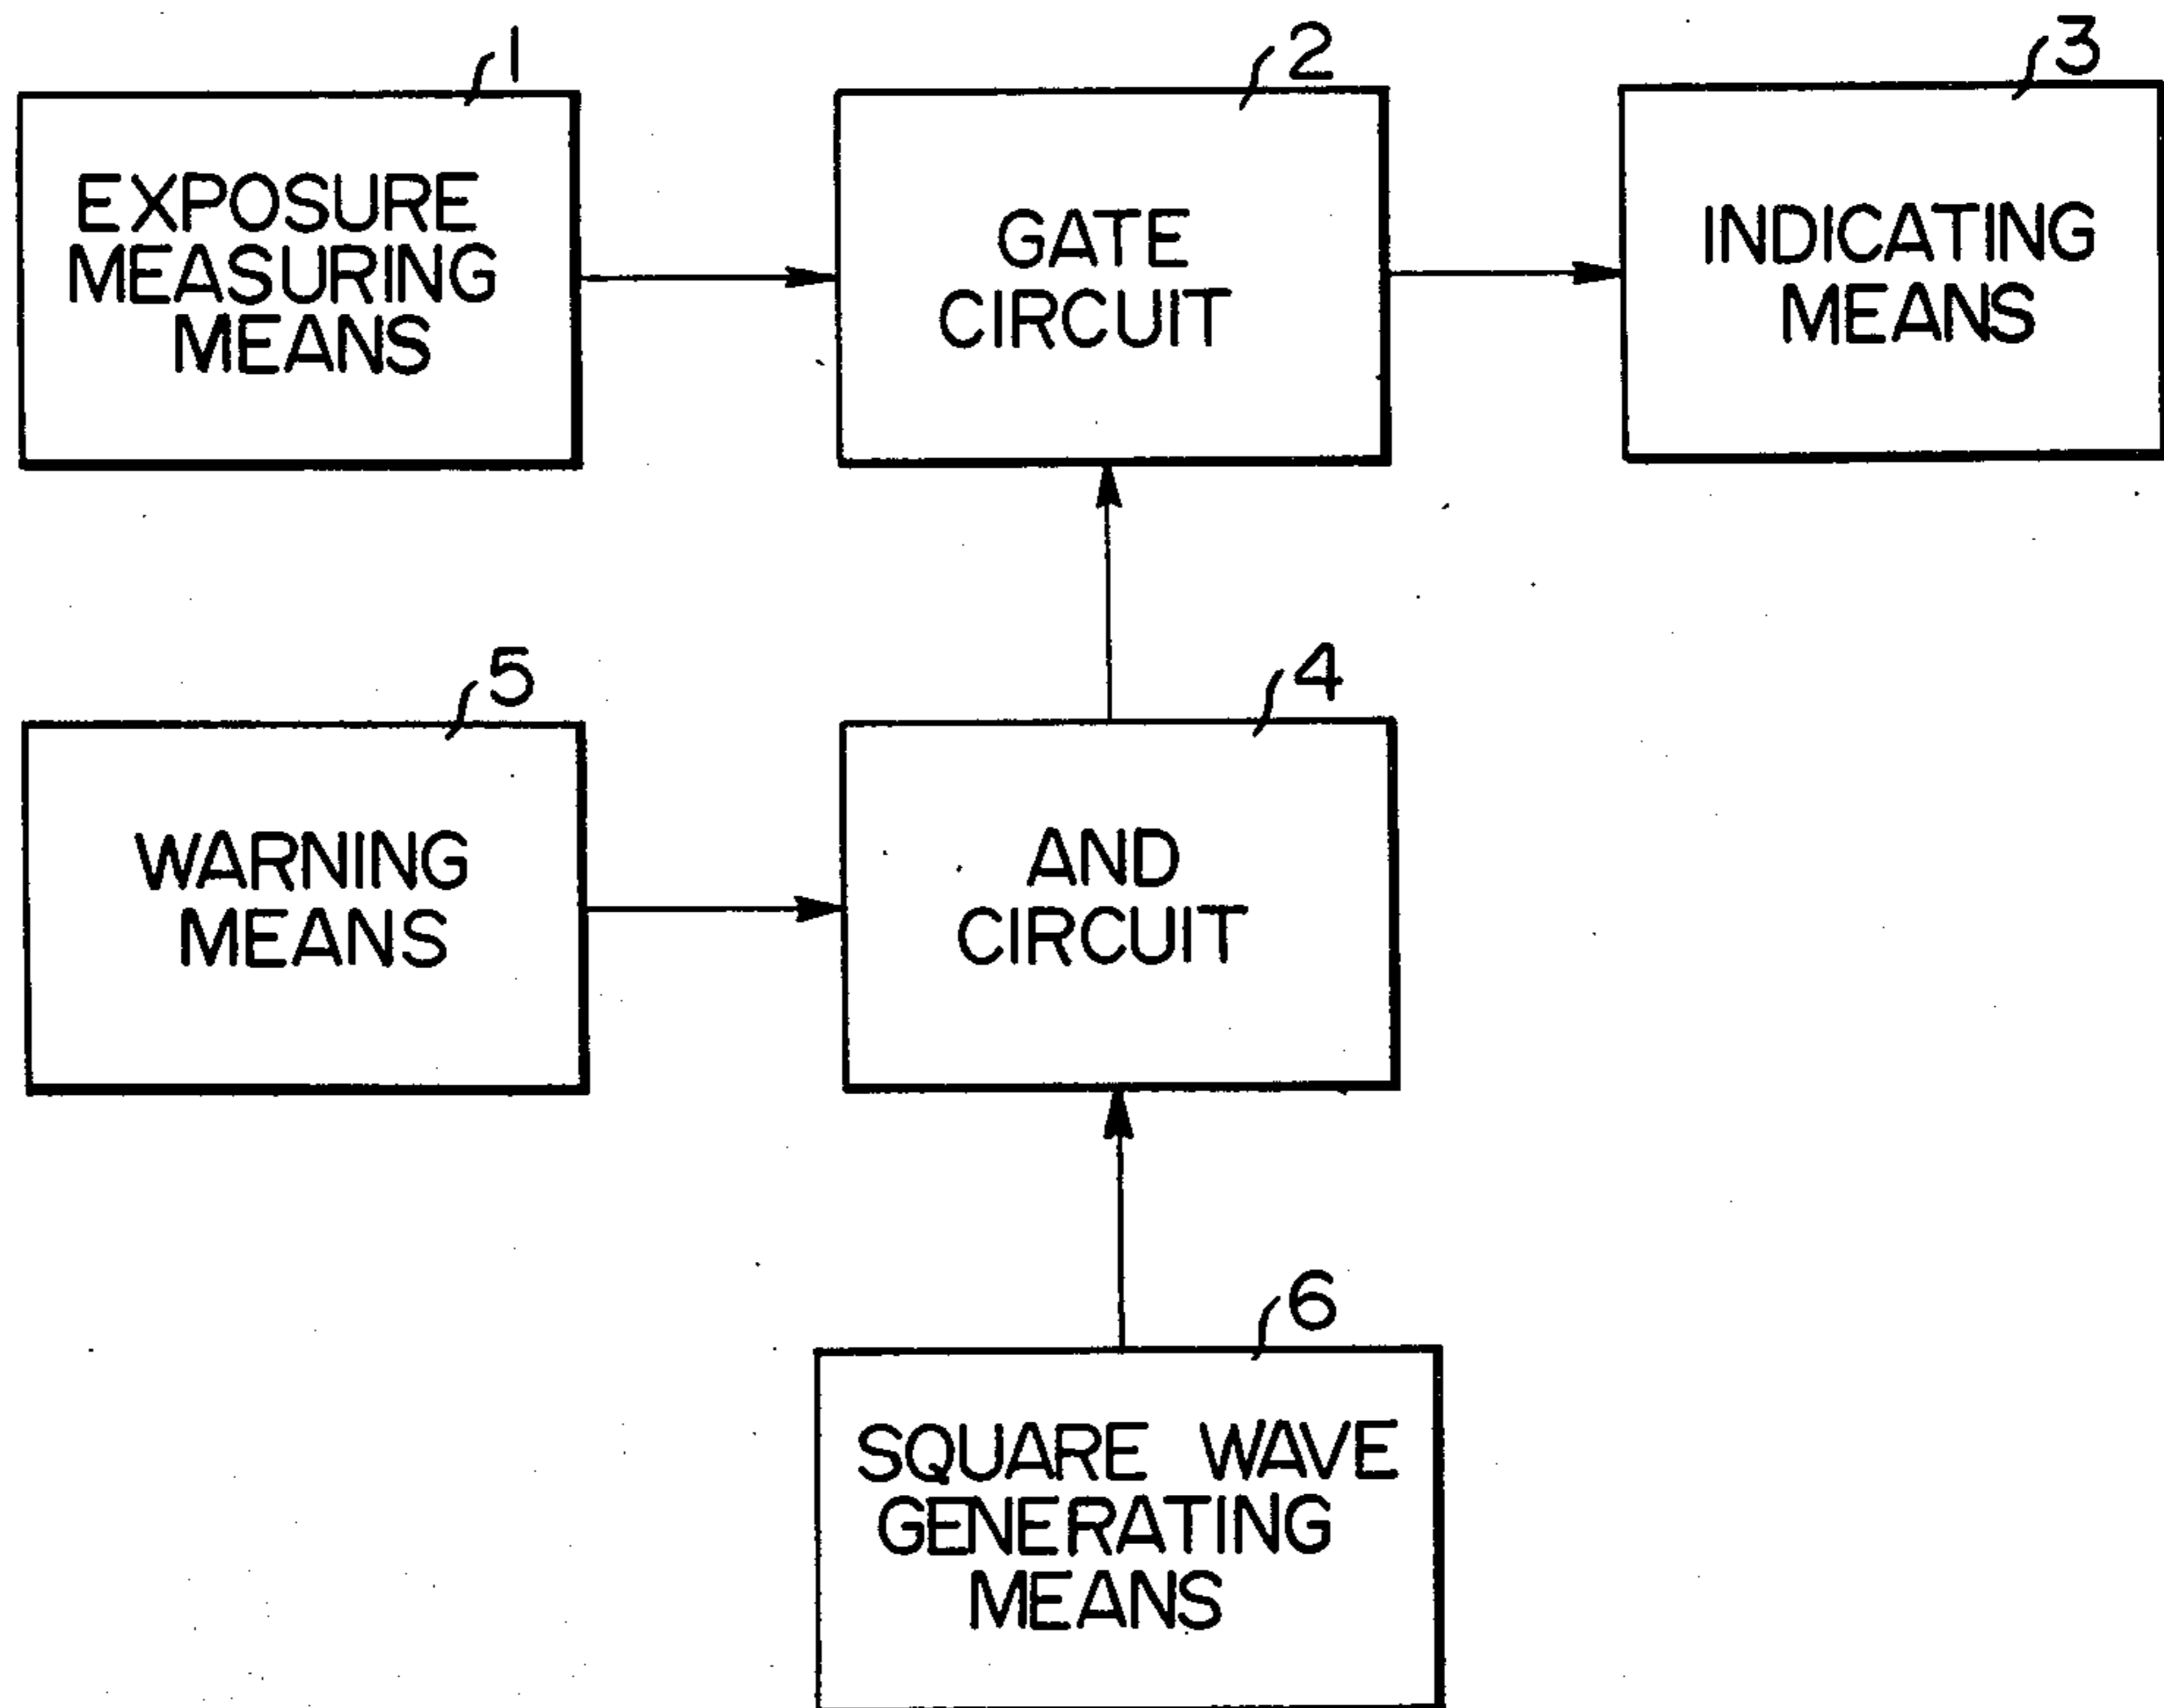 1
EXPOSURE
MEASURING
MEANS
2
GATE
CIRCUIT
3
INDICATING
MEANS
5
WARNING
MEANS
4
AND
CIRCUIT
6
SQUARE WAVE
GENERATING
MEANS